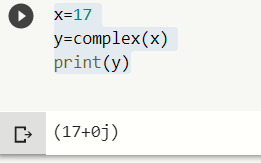 x=17
y=complex(x)
print(y)
(17+0j)